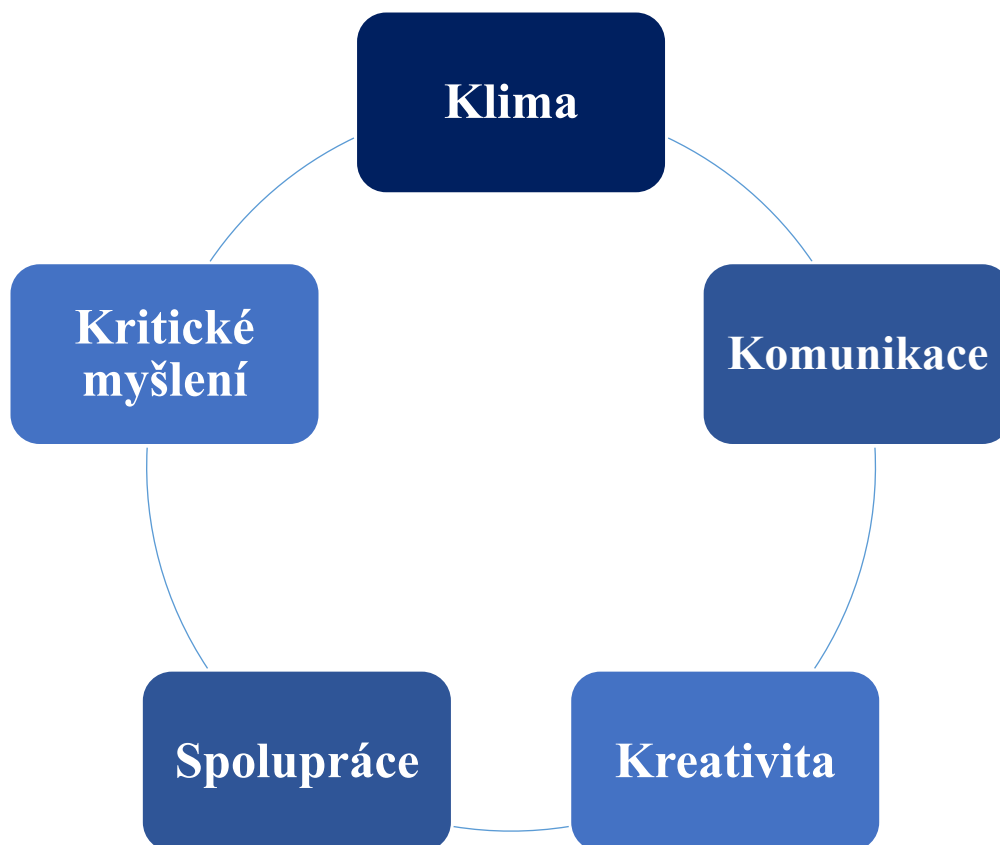 Klima
Komunikace
Kreativita
Spolupráce
Kritické
myšlení